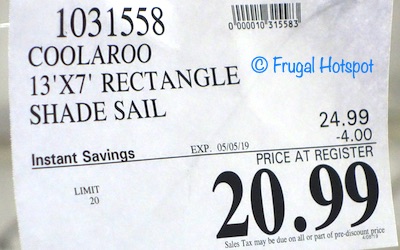 1031558
0000010315583
COOLAROO
© Frugal Hotspot
13'X7' RECTANGLE
SHADE SAIL
24.99
-4.00
Instant Savings EXP. 05/05/19
PRICE AT REGISTER
LIMIT
20
20.99
Sales Tax may be due on all or part of pre-discount price